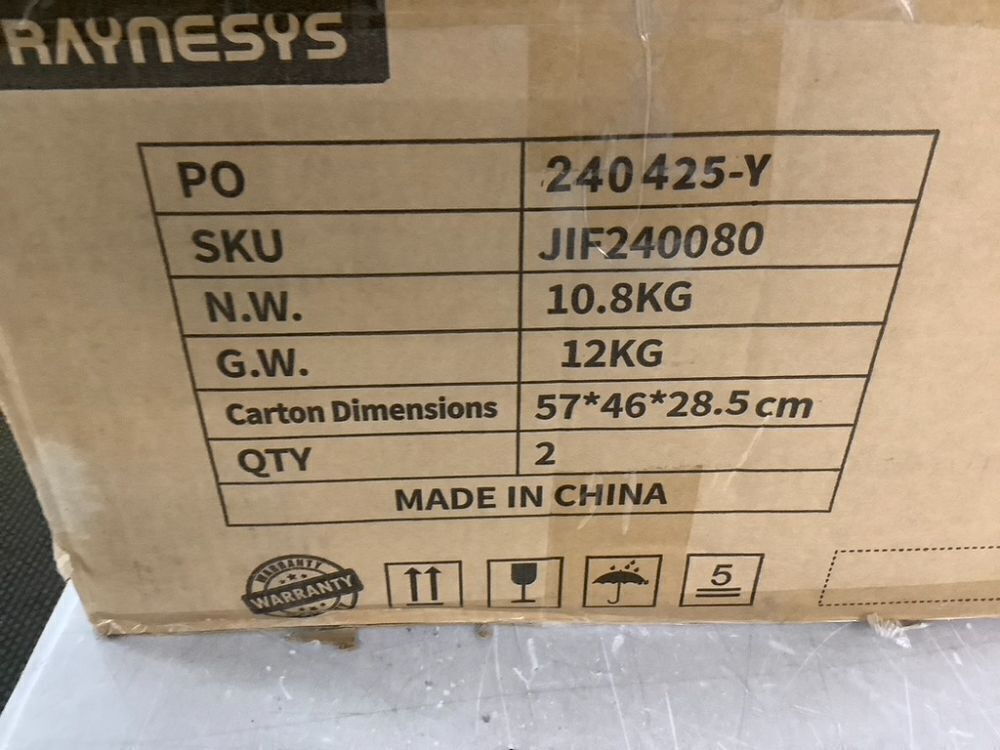 RAYNESYS
PO 240425-Y
SKU JIF240080
N.W. 10.8KG
G.W. 12KG
Carton Dimensions 57*46*28.5cm
QTY 2
MADE IN CHINA
WARRANTY
WARRANTY
5